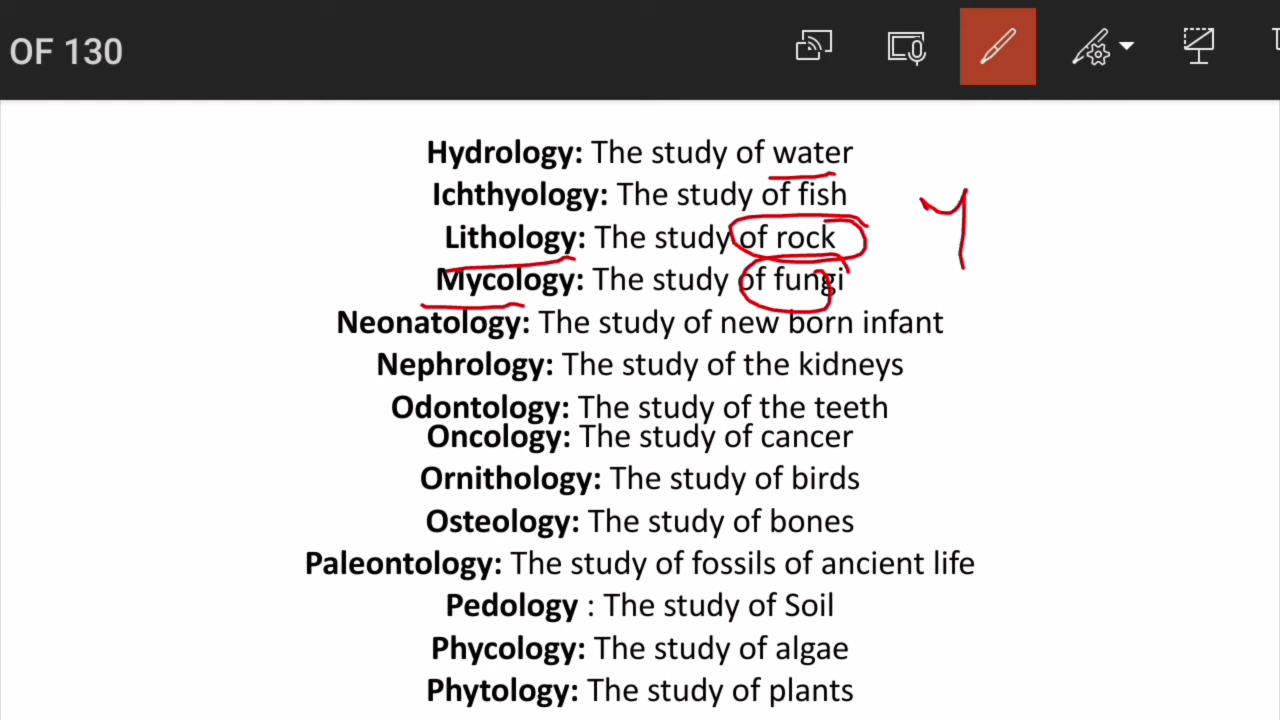 OF 130
Hydrology: The study of water
Ichthyology: The study of fish
Lithology: The study of rock
Mycology: The study of fungi
Neonatology: The study of new born infant
Nephrology: The study of the kidneys
Odontology: The study of the teeth
Oncology: The study of cancer
Ornithology: The study of birds
Osteology: The study of bones
Paleontology: The study of fossils of ancient life
Pedology : The study of Soil
Phycology: The study of algae
Phytology: The study of plants